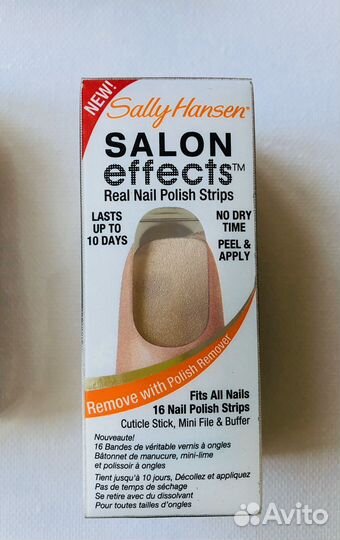 NEW!
Sally Hansen®
SALON
effects™
Real Nail Polish Strips
LASTS
UP TO
10 DAYS
NO DRY
TIME
PEEL &
APPLY
Remove with Polish Remover
Fits All Nails
16 Nail Polish Strips
Cuticle Stick, Mini File & Buffer
Nouveauté!
16 Bandes de véritable vernis à ongles
Bâtonnet de manucure, mini-lime
et polissoir à ongles
Tient jusqu'à 10 jours, Décollez et appliquez
Pas de temps de séchage
Se retire avec du dissolvant
Pour toutes tailles d'ongles
Avito